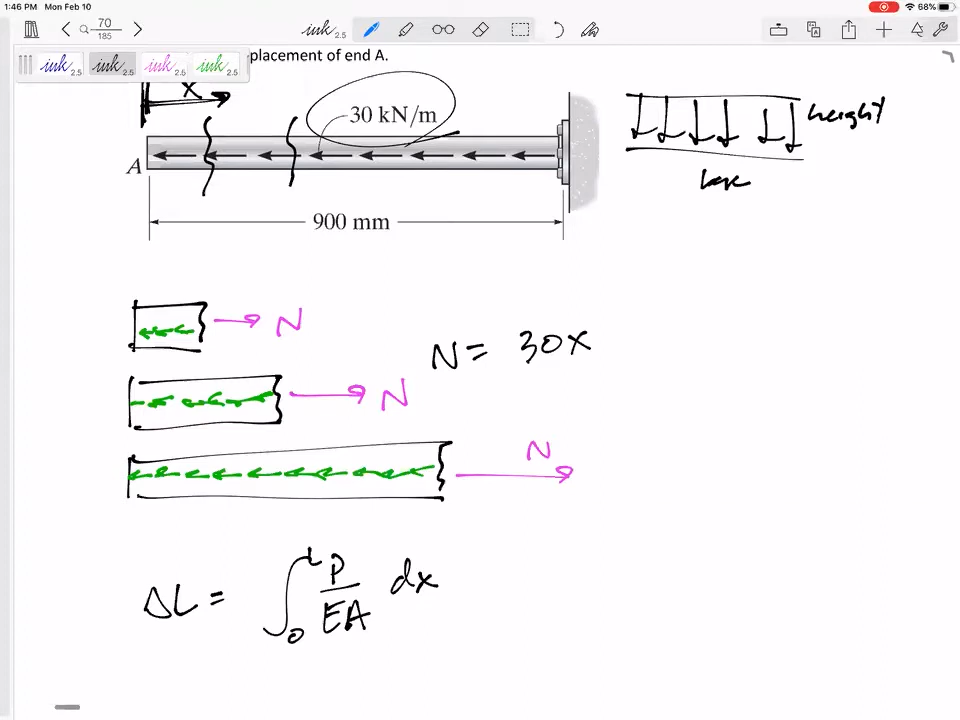 1:46 PM Mon Feb 10
68%
70
185
ink 2.5
ink 2.5 ink 2.5 ink 2.5 ink 2.5
placement of end A.
x
30 kN/m
height
A
900 mm
N
N = 30x
N
N
ΔL = ∫₀ᴸ P/EA dx